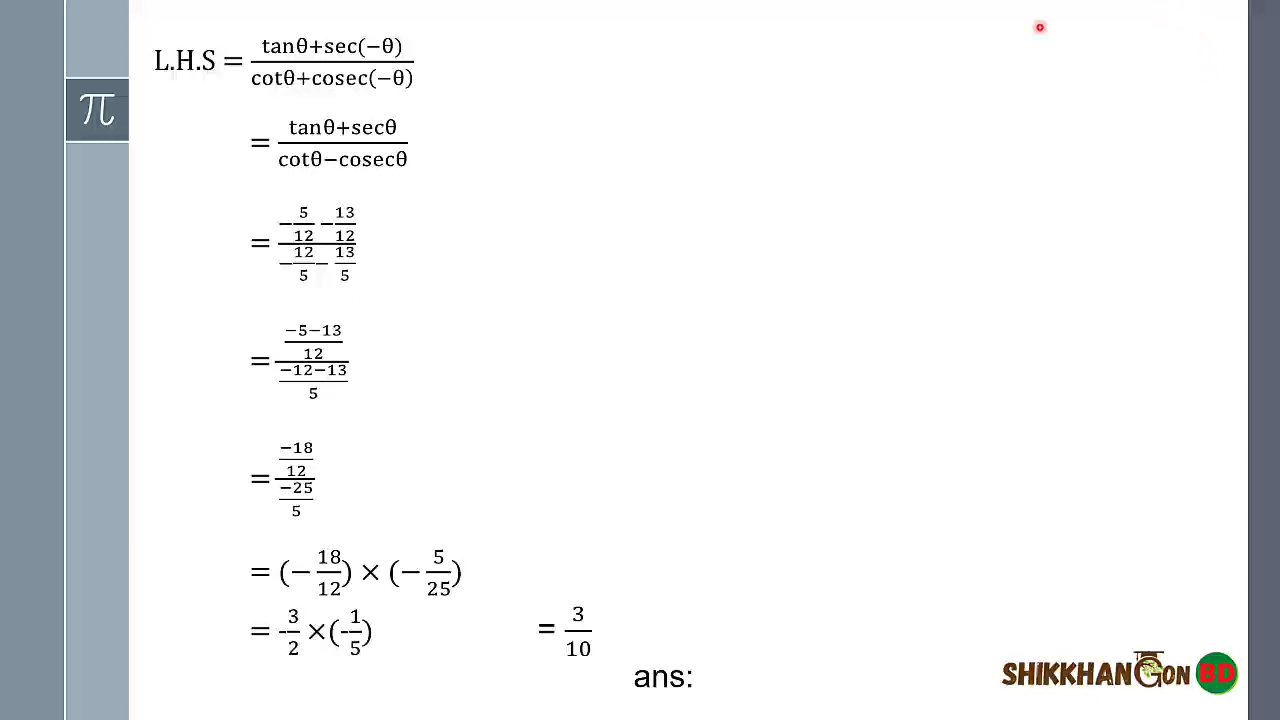 π
L.H.S = (tanθ+sec(−θ))/(cotθ+cosec(−θ))
= (tanθ+secθ)/(cotθ−cosecθ)
= (−5/12 −13/12)/(−12/5 − 13/5)
= ((−5−13)/12)/((−12−13)/5)
= (−18/12)/(−25/5)
= (−18/12) × (−5/25)
= -3/2 ×(-1/5) = 3/10
ans:
SHIKKHANGON BD